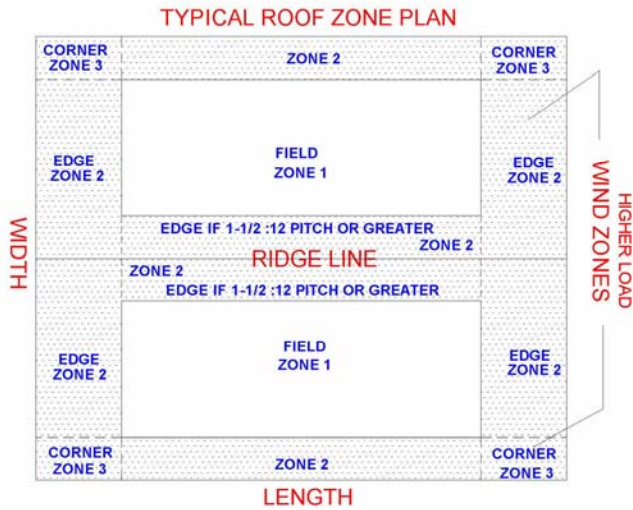 TYPICAL ROOF ZONE PLAN
CORNER
ZONE 3
ZONE 2
CORNER
ZONE 3
EDGE
ZONE 2
FIELD
ZONE 1
EDGE
ZONE 2
EDGE IF 1-1/2 :12 PITCH OR GREATER
ZONE 2
WIDTH
RIDGE LINE
HIGHER LOAD
WIND ZONES
ZONE 2
EDGE IF 1-1/2 :12 PITCH OR GREATER
EDGE
ZONE 2
FIELD
ZONE 1
EDGE
ZONE 2
CORNER
ZONE 3
ZONE 2
CORNER
ZONE 3
LENGTH